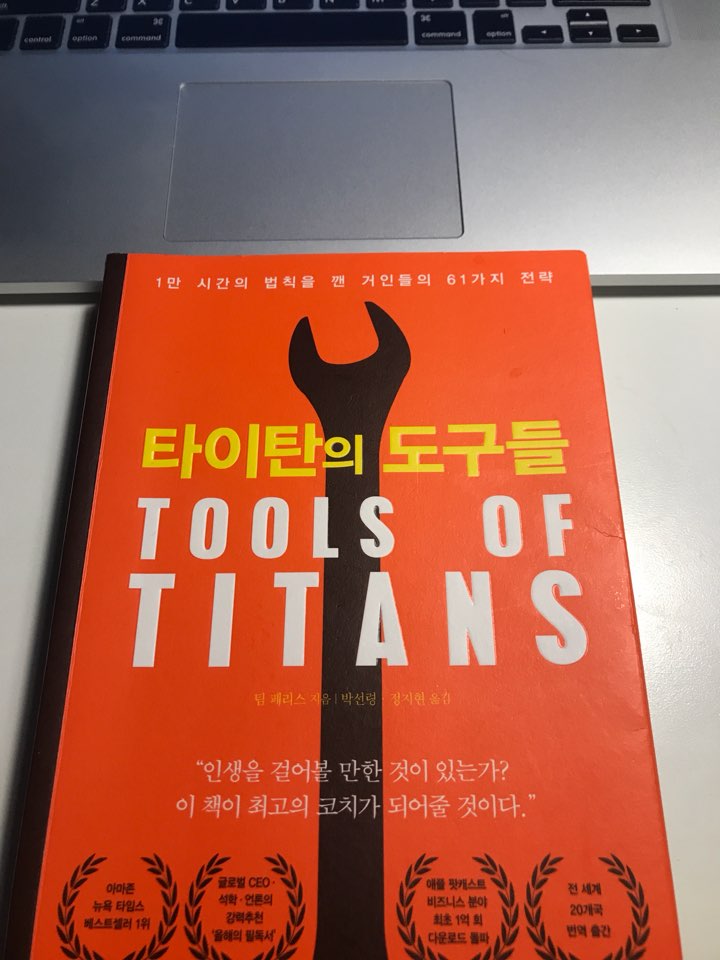 Z X C V B N M
control option command
⌘ ⌘
command option
1만 시간의 법칙을 깬 거인들의 61가지 전략
타이탄의 도구들
TOOLS OF
TITANS
팀 페리스 지음 | 박선령 · 정지현 옮김
“인생을 걸어볼 만한 것이 있는가?
이 책이 최고의 코치가 되어줄 것이다.”
아마존
뉴욕 타임스
베스트셀러 1위
글로벌 CEO ·
석학 · 언론의
강력추천
'올해의 필독서'
애플 팟캐스트
비즈니스 분야
최초 1억 회
다운로드 돌파
전 세계
20개국
번역 출간